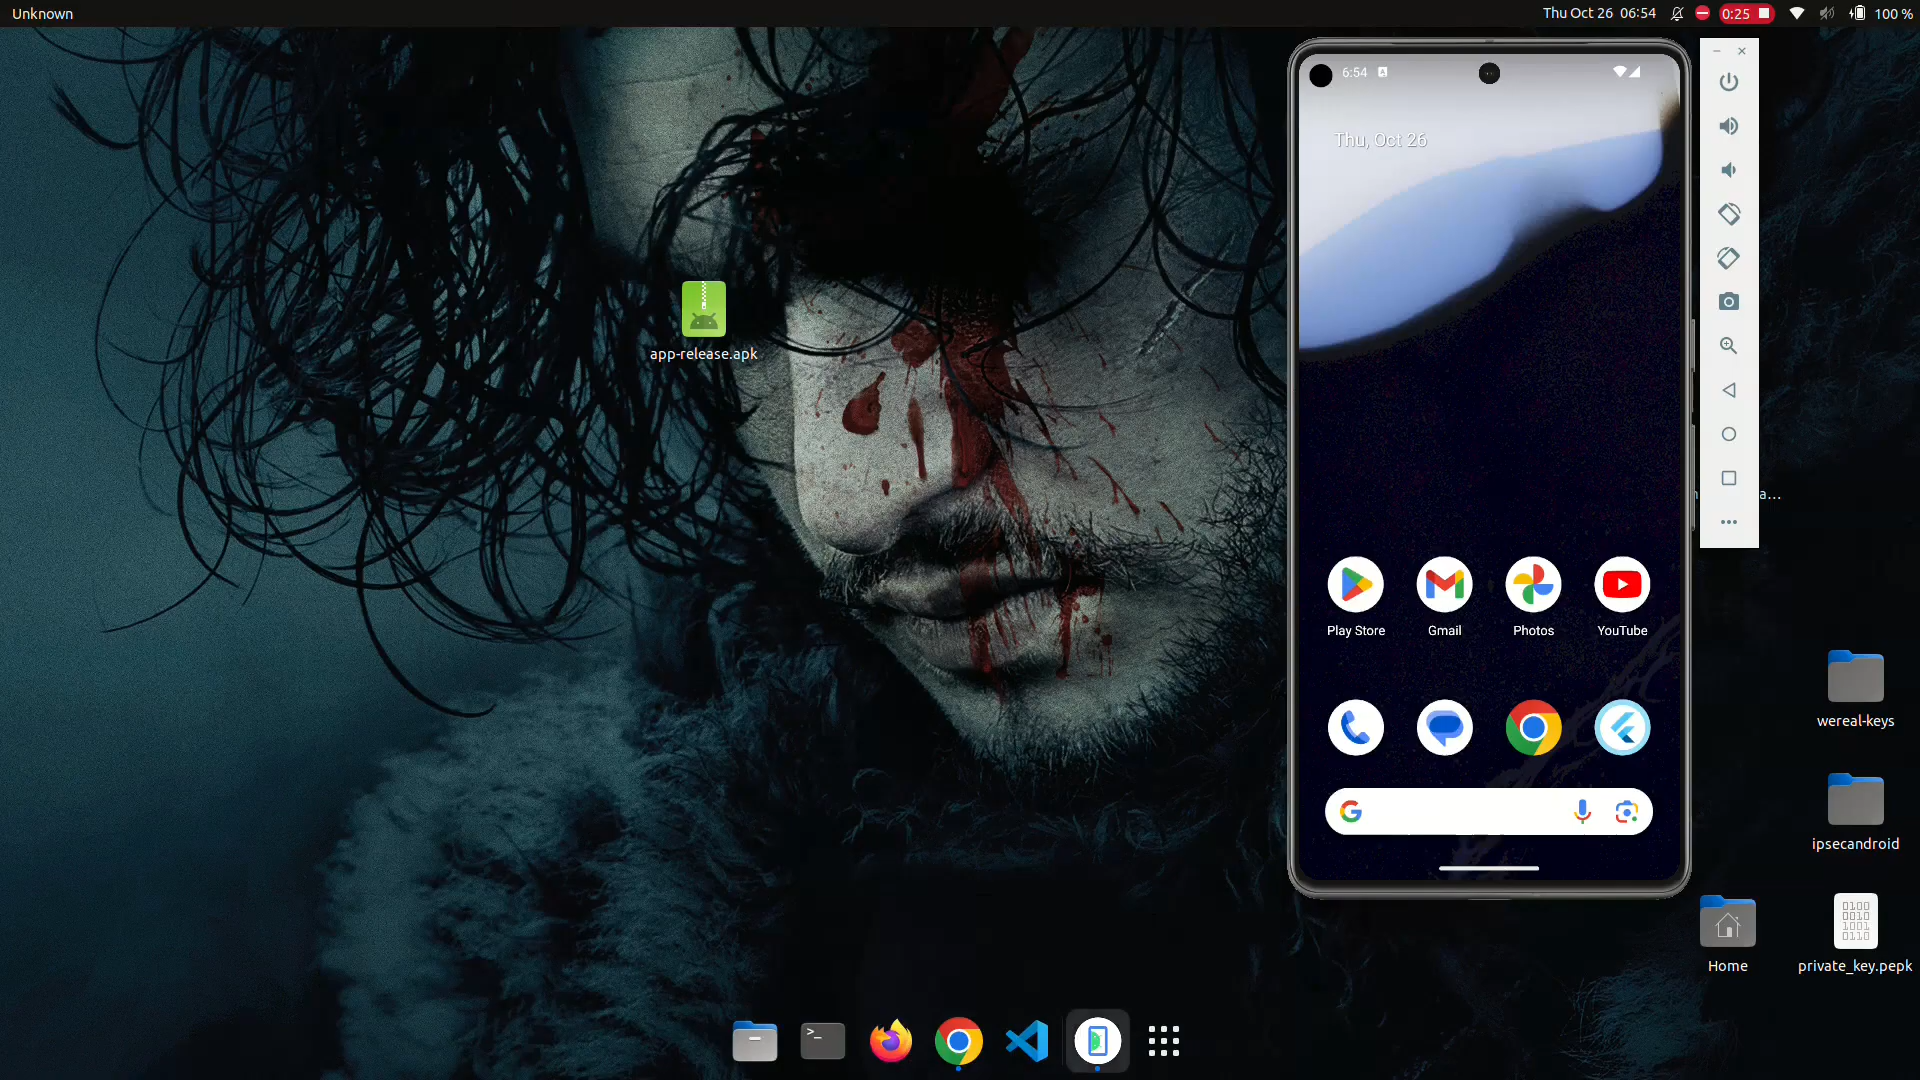 Unknown
Thu Oct 26 06:54
0:25
100 %
6:54
Thu, Oct 26
app-release.apk
a...
Play Store
Gmail
Photos
YouTube
wereal-keys
ipsecandroid
Home
private_key.pepk